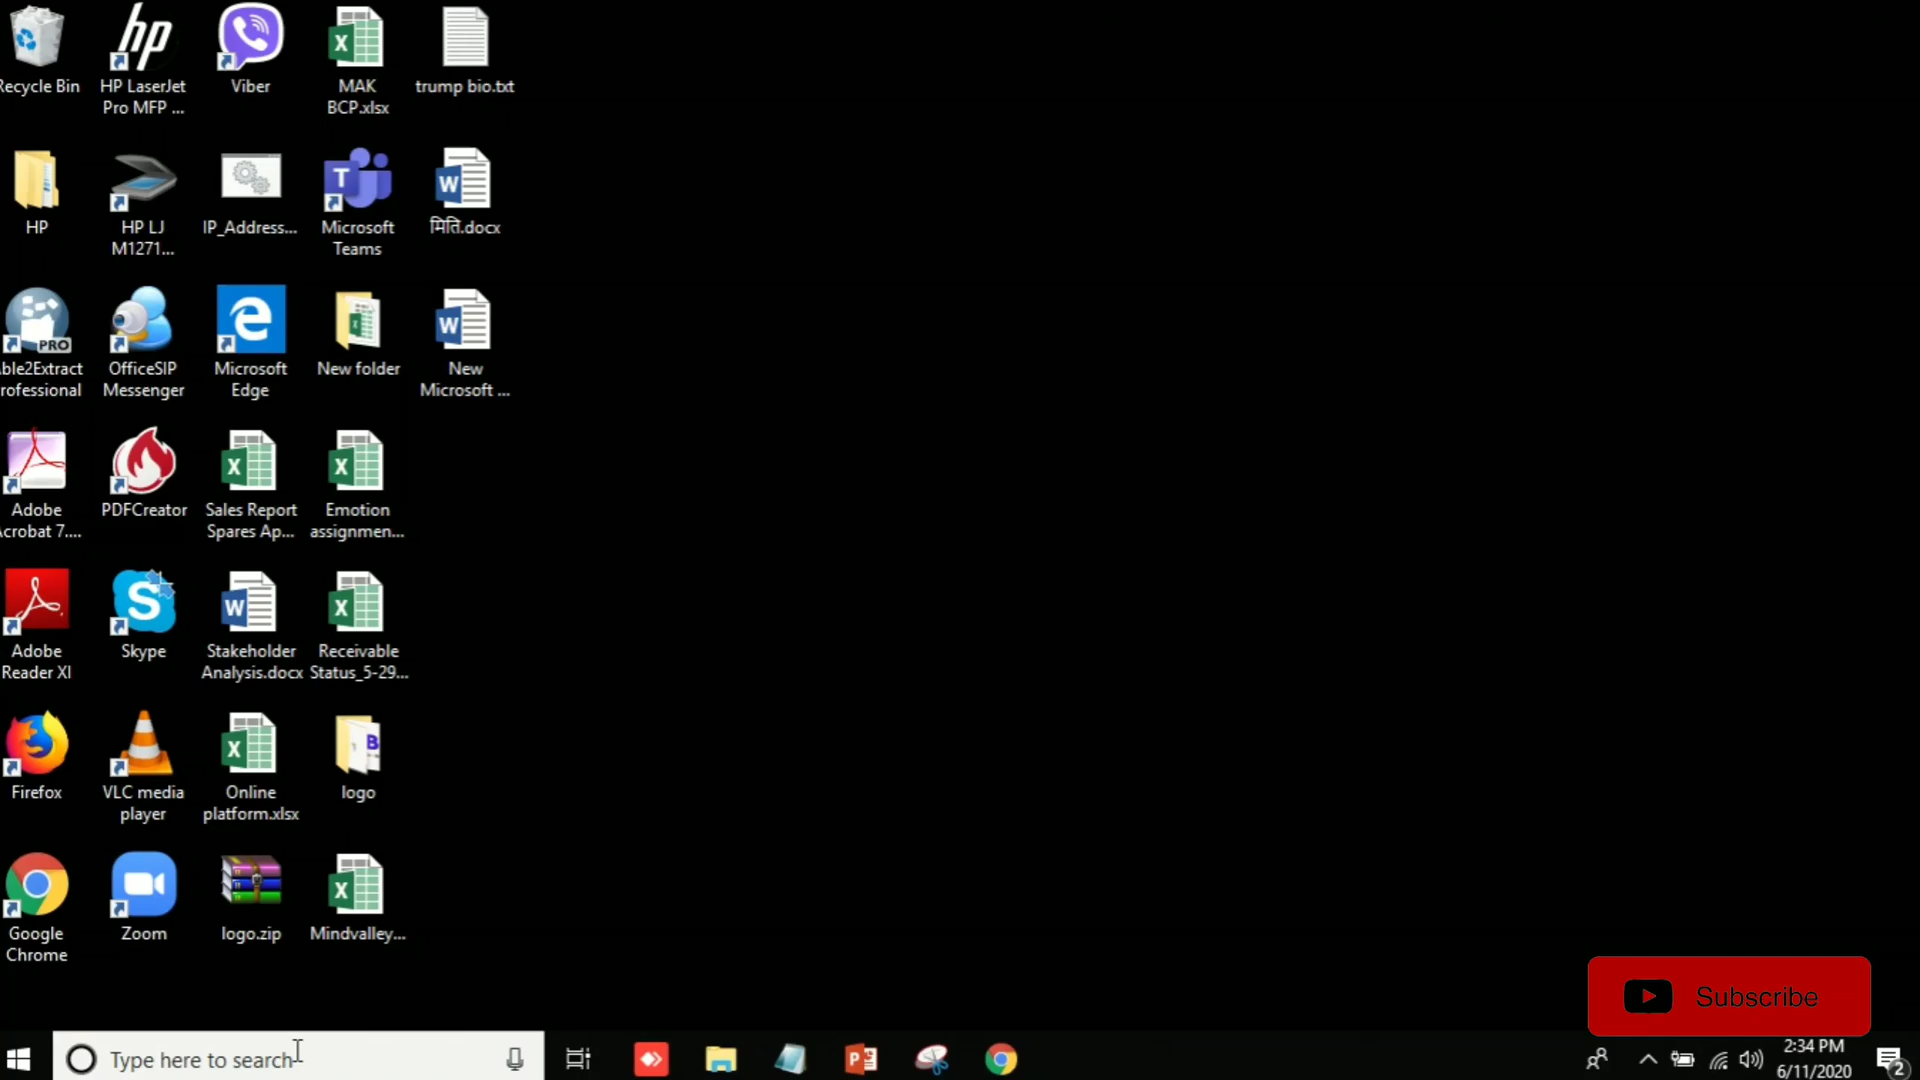 Recycle Bin
HP LaserJet
Pro MFP ...
Viber
MAK
BCP.xlsx
trump bio.txt
HP
HP LJ
M1271...
IP_Address...
Microsoft
Teams
मिति.docx
PRO
ble2Extract
rofessional
OfficeSIP
Messenger
Microsoft
Edge
New folder
New
Microsoft ...
Adobe
Acrobat 7....
PDFCreator
Sales Report
Spares Ap...
Emotion
assignmen...
Adobe
Reader XI
Skype
Stakeholder
Analysis.docx
Receivable
Status_5-29...
Firefox
VLC media
player
Online
platform.xlsx
logo
Google
Chrome
Zoom
logo.zip
Mindvalley...
Subscribe
Type here to search
2:34 PM
6/11/2020
2